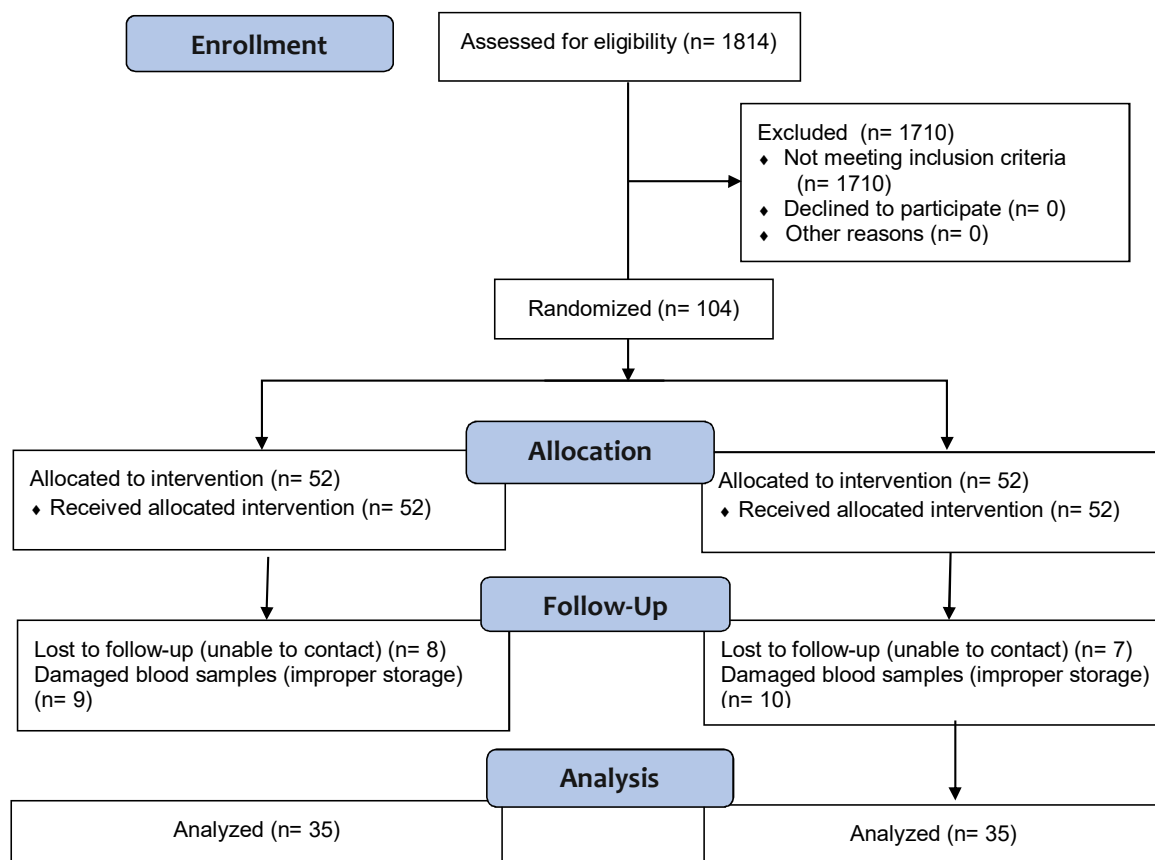 Enrollment
Assessed for eligibility (n= 1814)
Excluded (n= 1710)
♦ Not meeting inclusion criteria
(n= 1710)
♦ Declined to participate (n= 0)
♦ Other reasons (n= 0)
Randomized (n= 104)
Allocation
Allocated to intervention (n= 52)
♦ Received allocated intervention (n= 52)
Allocated to intervention (n= 52)
♦ Received allocated intervention (n= 52)
Follow-Up
Lost to follow-up (unable to contact) (n= 8)
Damaged blood samples (improper storage)
(n= 9)
Lost to follow-up (unable to contact) (n= 7)
Damaged blood samples (improper storage)
(n= 10)
Analysis
Analyzed (n= 35)
Analyzed (n= 35)